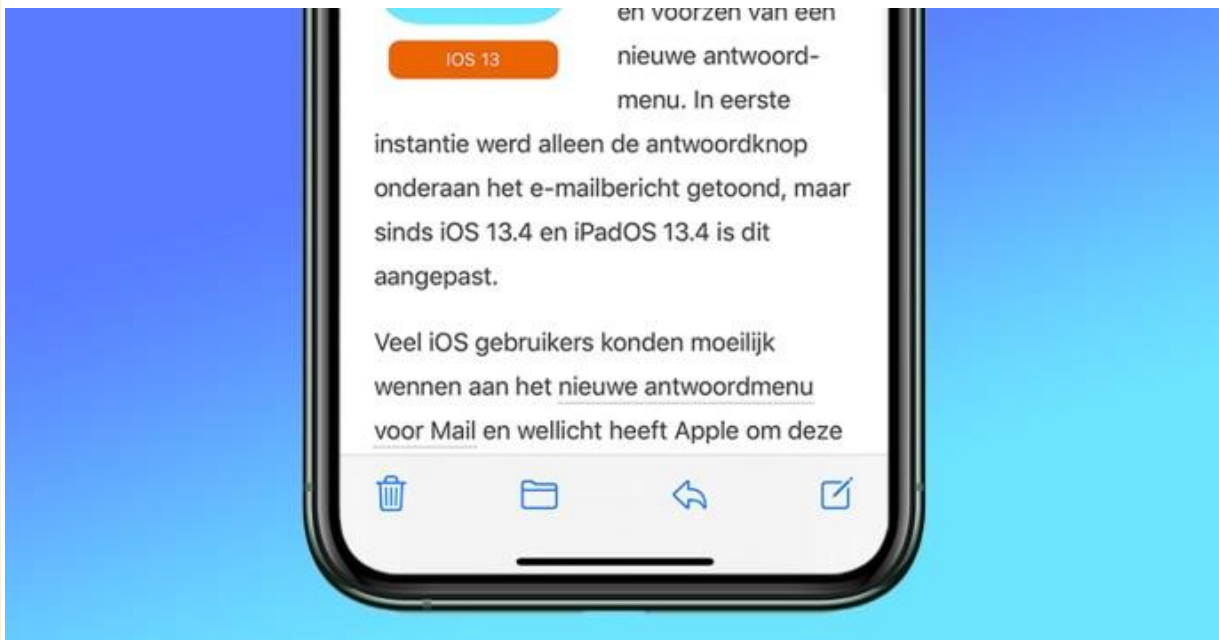 IOS 13
en voorzen van een
nieuwe antwoord-
menu. In eerste
instantie werd alleen de antwoordknop
onderaan het e-mailbericht getoond, maar
sinds iOS 13.4 en iPadOS 13.4 is dit
aangepast.
Veel iOS gebruikers konden moeilijk
wennen aan het nieuwe antwoordmenu
voor Mail en wellicht heeft Apple om deze